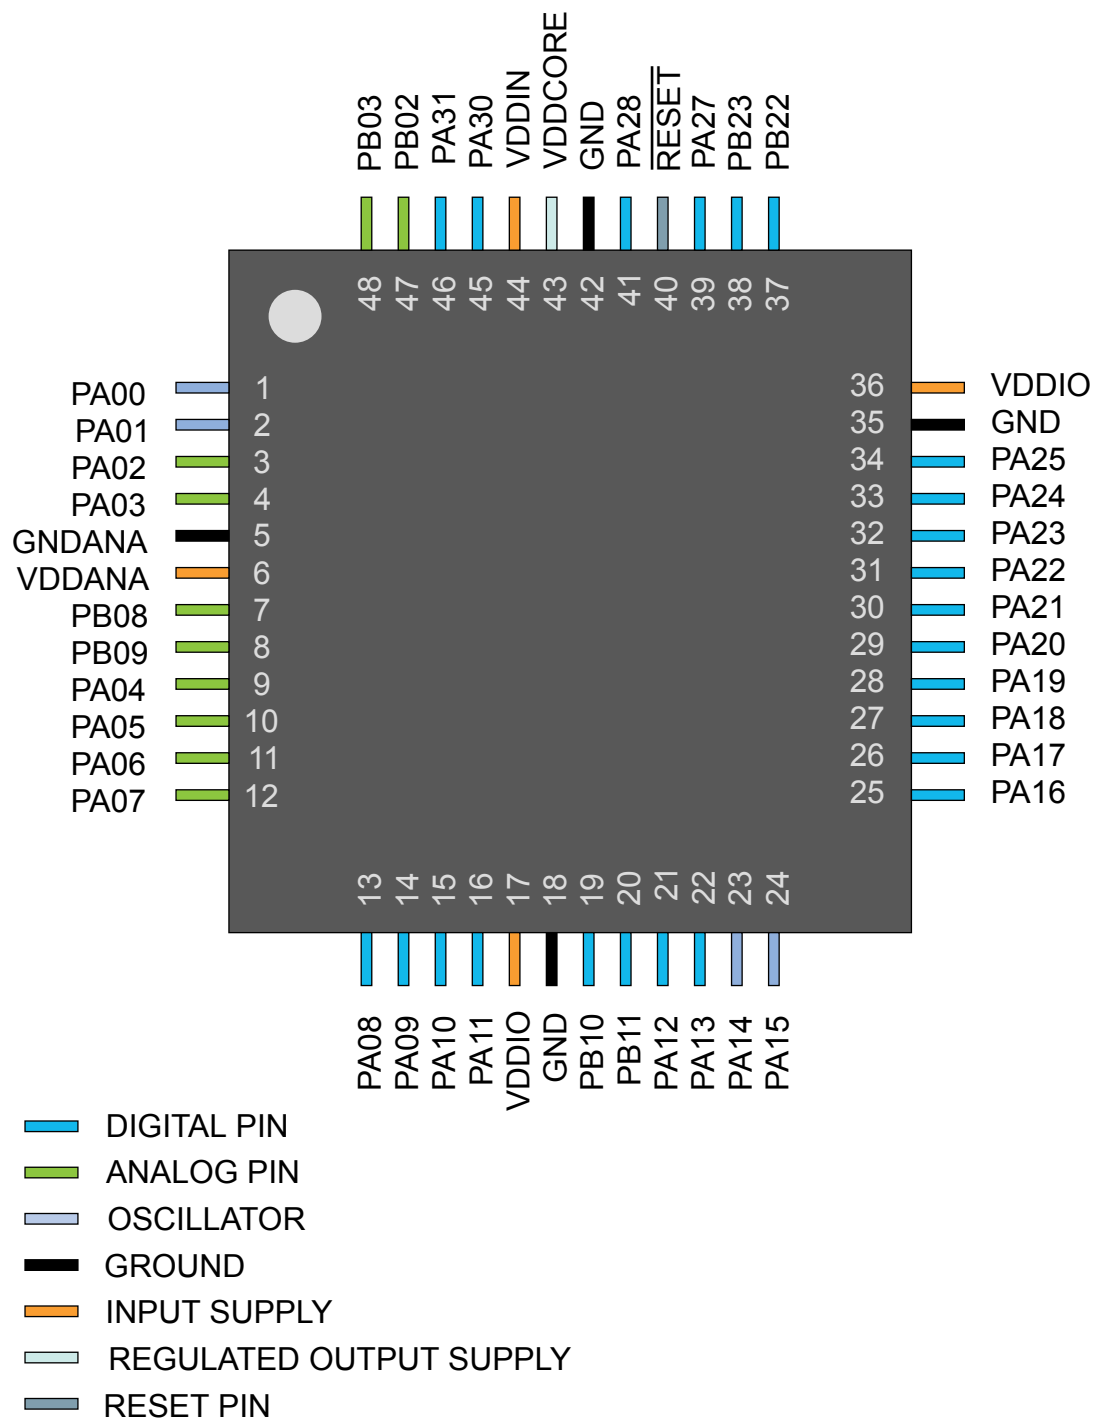 PB03
PB02
PA31
PA30
VDDIN
VDDCORE
GND
PA28
RESET
PA27
PB23
PB22
48
47
46
45
44
43
42
41
40
39
38
37
PA00 1
PA01 2
PA02 3
PA03 4
GNDANA 5
VDDANA 6
PB08 7
PB09 8
PA04 9
PA05 10
PA06 11
PA07 12
36 VDDIO
35 GND
34 PA25
33 PA24
32 PA23
31 PA22
30 PA21
29 PA20
28 PA19
27 PA18
26 PA17
25 PA16
13
14
15
16
17
18
19
20
21
22
23
24
PA08
PA09
PA10
PA11
VDDIO
GND
PB10
PB11
PA12
PA13
PA14
PA15
DIGITAL PIN
ANALOG PIN
OSCILLATOR
GROUND
INPUT SUPPLY
REGULATED OUTPUT SUPPLY
RESET PIN